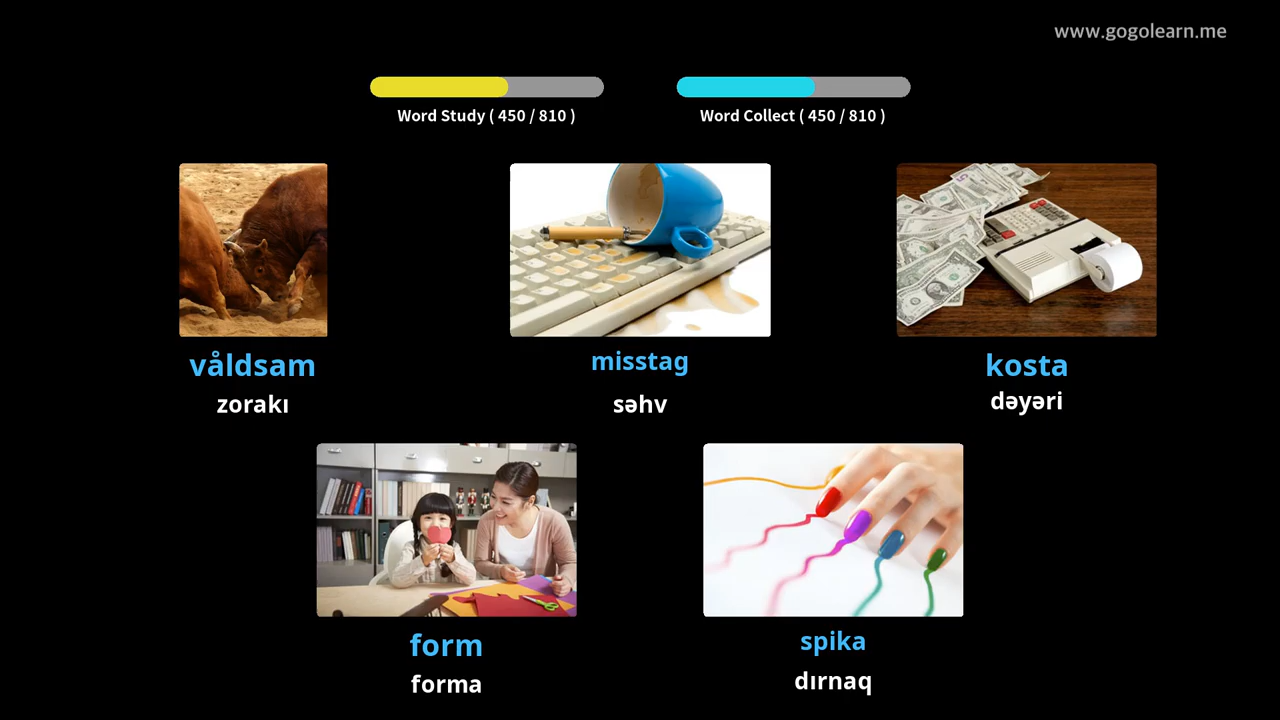 www.gogolearn.me
Word Study ( 450 / 810 )
Word Collect ( 450 / 810 )
våldsam
zorakı
misstag
səhv
kosta
dəyəri
form
forma
spika
dırnaq